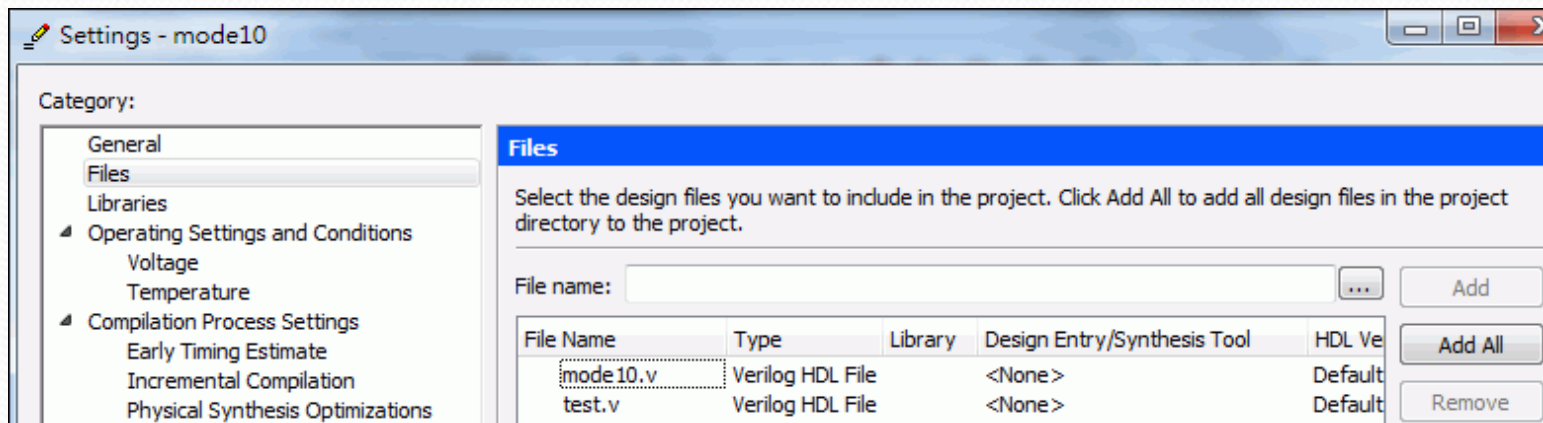 Settings - mode10
Category:
General
Files
Libraries
Operating Settings and Conditions
Voltage
Temperature
Compilation Process Settings
Early Timing Estimate
Incremental Compilation
Physical Synthesis Optimizations
Files
Select the design files you want to include in the project. Click Add All to add all design files in the project
directory to the project.
File name: ... Add
File Name Type Library Design Entry/Synthesis Tool HDL Ve
Add All
mode10.v Verilog HDL File <None> Default
test.v Verilog HDL File <None> Default
Remove